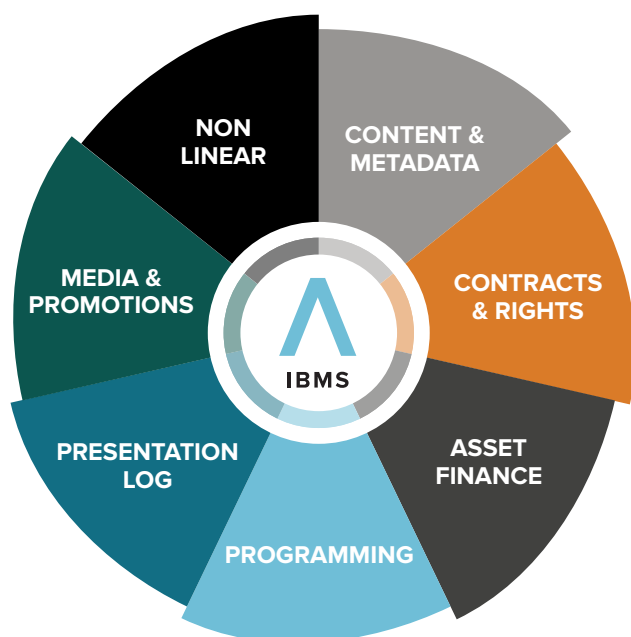 NON
LINEAR
CONTENT &
METADATA
CONTRACTS
& RIGHTS
ASSET
FINANCE
PROGRAMMING
PRESENTATION
LOG
MEDIA &
PROMOTIONS
IBMS